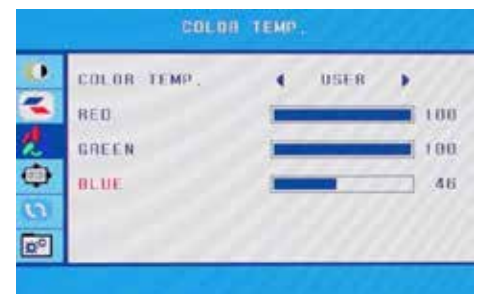 COLOR TEMP.
COLOR TEMP. USER
RED 100
GREEN 100
BLUE 46